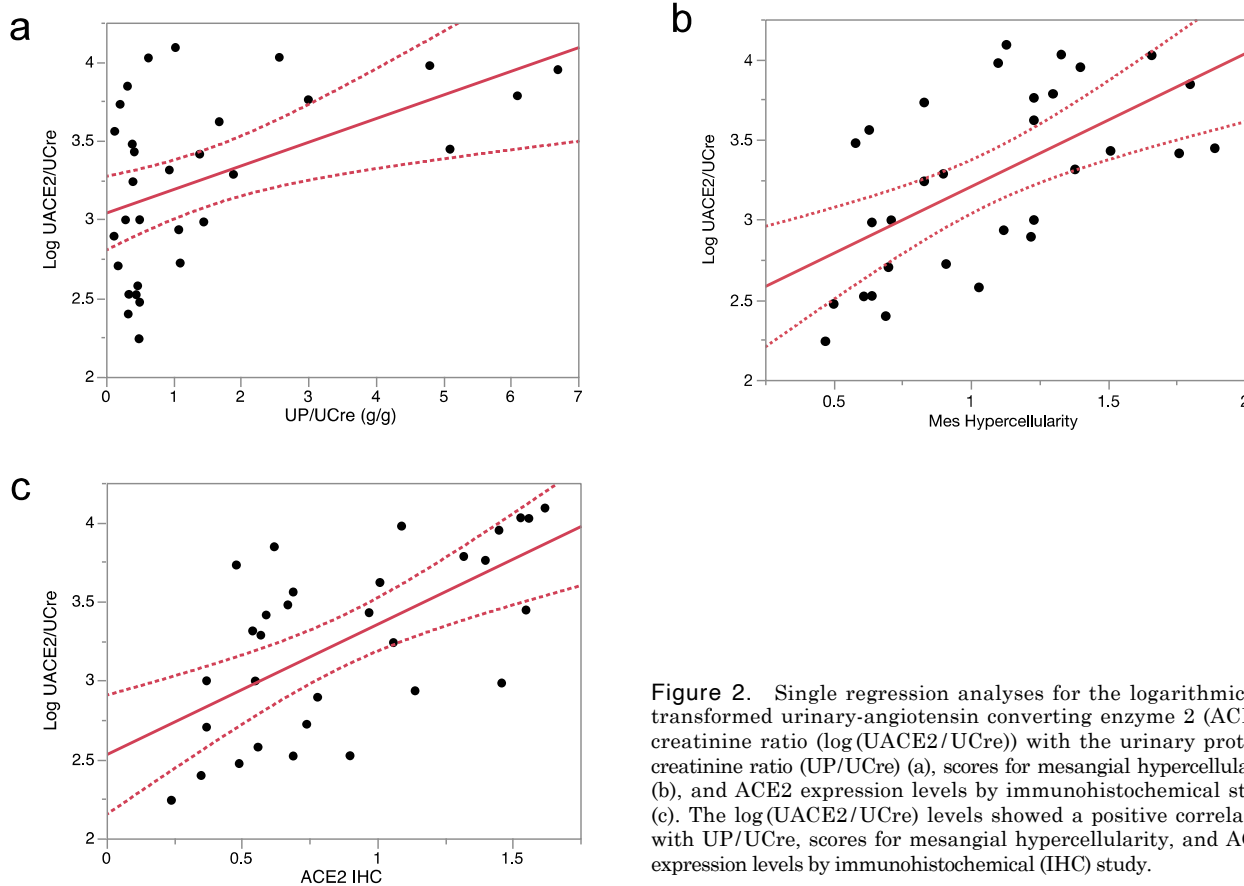 a
4
3.5
3
2.5
2
Log UACE2/UCre
0 1 2 3 4 5 6 7
UP/UCre (g/g)
b
4
3.5
3
2.5
2
Log UACE2/UCre
0.5 1 1.5 2
Mes Hypercellularity
c
4
3.5
3
2.5
2
Log UACE2/UCre
0 0.5 1 1.5
ACE2 IHC
Figure 2. Single regression analyses for the logarithmic
transformed urinary-angiotensin converting enzyme 2
creatinine ratio (log(UACE2/UCre)) with the urinary
creatinine ratio (UP/UCre) (a), scores for mesangial
(b), and ACE2 expression levels by immunohistochemical
(c). The log(UACE2/UCre) levels showed a positive
with UP/UCre, scores for mesangial hypercellularity, and
expression levels by immunohistochemical (IHC) study.